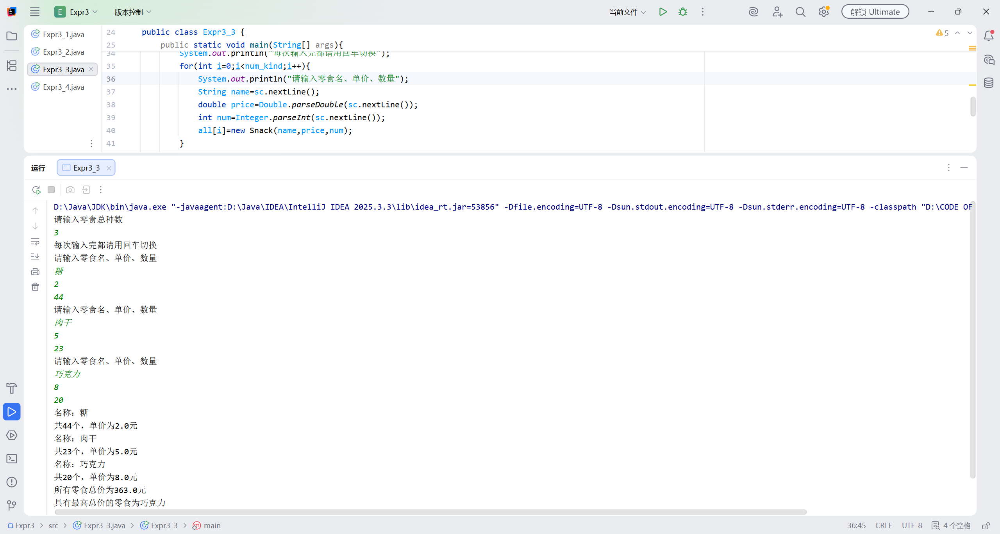 E Expr3 版本控制 当前文件 解锁 Ultimate
Expr3_1.java
Expr3_2.java
Expr3_3.java
Expr3_4.java
5
24 public class Expr3_3 {
25 public static void main(String[] args){
34 System.out.println("每次输入完都请用回车切换");
35 for(int i=0;i<num_kind;i++){
36 System.out.println("请输入零食名、单价、数量");
37 String name=sc.nextLine();
38 double price=Double.parseDouble(sc.nextLine());
39 int num=Integer.parseInt(sc.nextLine());
40 all[i]=new Snack(name,price,num);
41 }
运行 Expr3_3
D:\Java\JDK\bin\java.exe "-javaagent:D:\Java\IDEA\IntelliJ IDEA 2025.3.3\lib\idea_rt.jar=53856" -Dfile.encoding=UTF-8 -Dsun.stdout.encoding=UTF-8 -Dsun.stderr.encoding=UTF-8 -classpath "D:\CODE OF
请输入零食总种数
3
每次输入完都请用回车切换
请输入零食名、单价、数量
糖
2
44
请输入零食名、单价、数量
肉干
5
23
请输入零食名、单价、数量
巧克力
8
20
名称：糖
共44个，单价为2.0元
名称：肉干
共23个，单价为5.0元
名称：巧克力
共20个，单价为8.0元
所有零食总价为363.0元
具有最高总价的零食为巧克力
Expr3 > src > Expr3_3.java > Expr3_3 > main 36:45 CRLF UTF-8 4 个空格